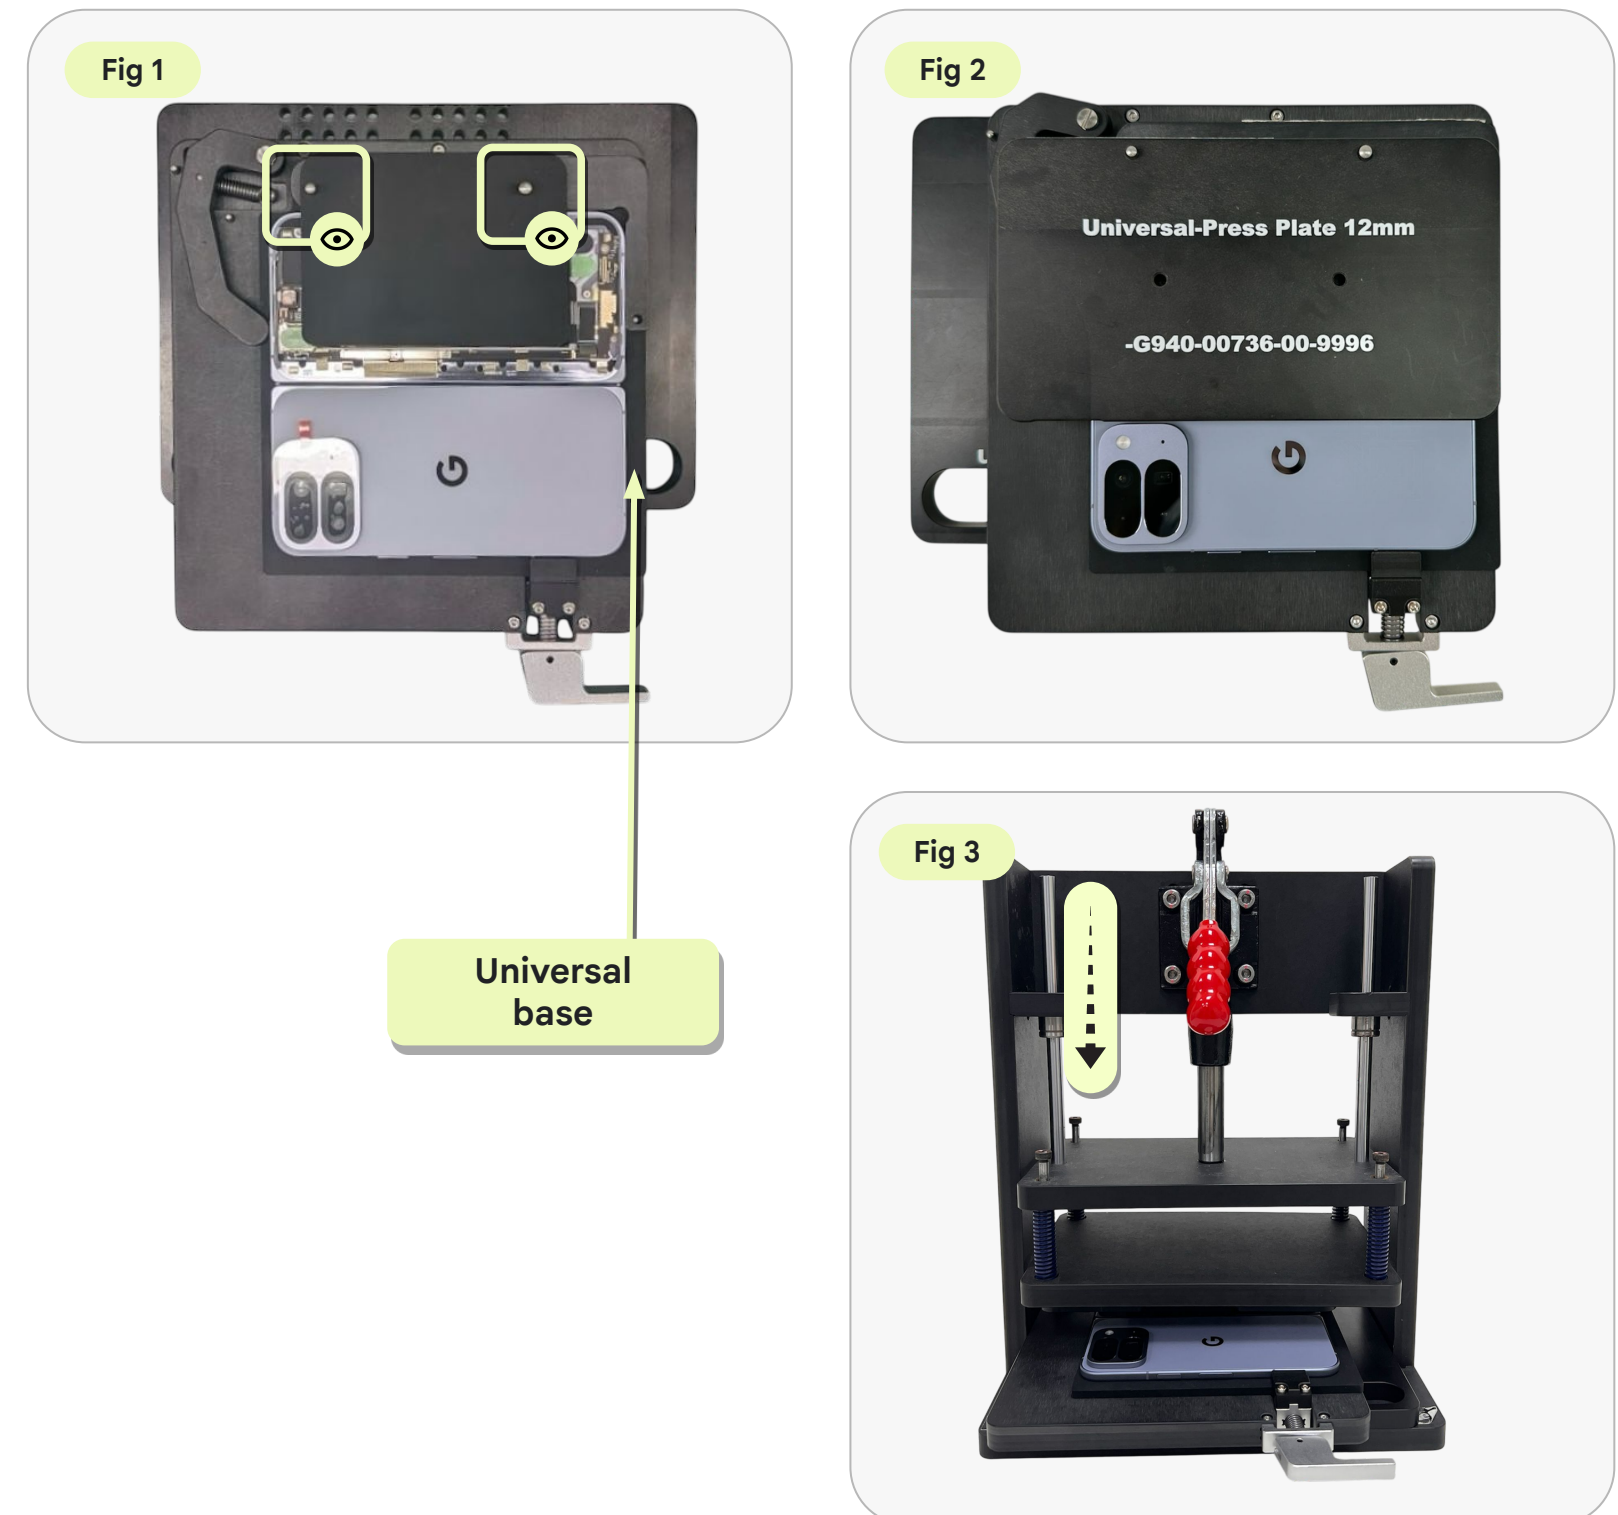 Fig 1
Fig 2
Universal-Press Plate 12mm
-G940-00736-00-9996
Universal
base
Fig 3